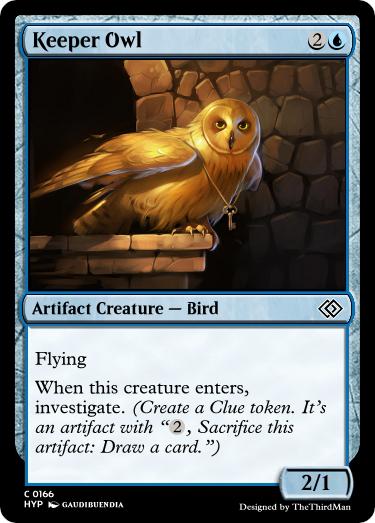 Keeper Owl 2
Artifact Creature — Bird
Flying
When this creature enters,
investigate. (Create a Clue token. It's
an artifact with “2, Sacrifice this
artifact: Draw a card.”)
2/1
C 0166
HYP GAUDIBUENDIA
Designed by TheThirdMan